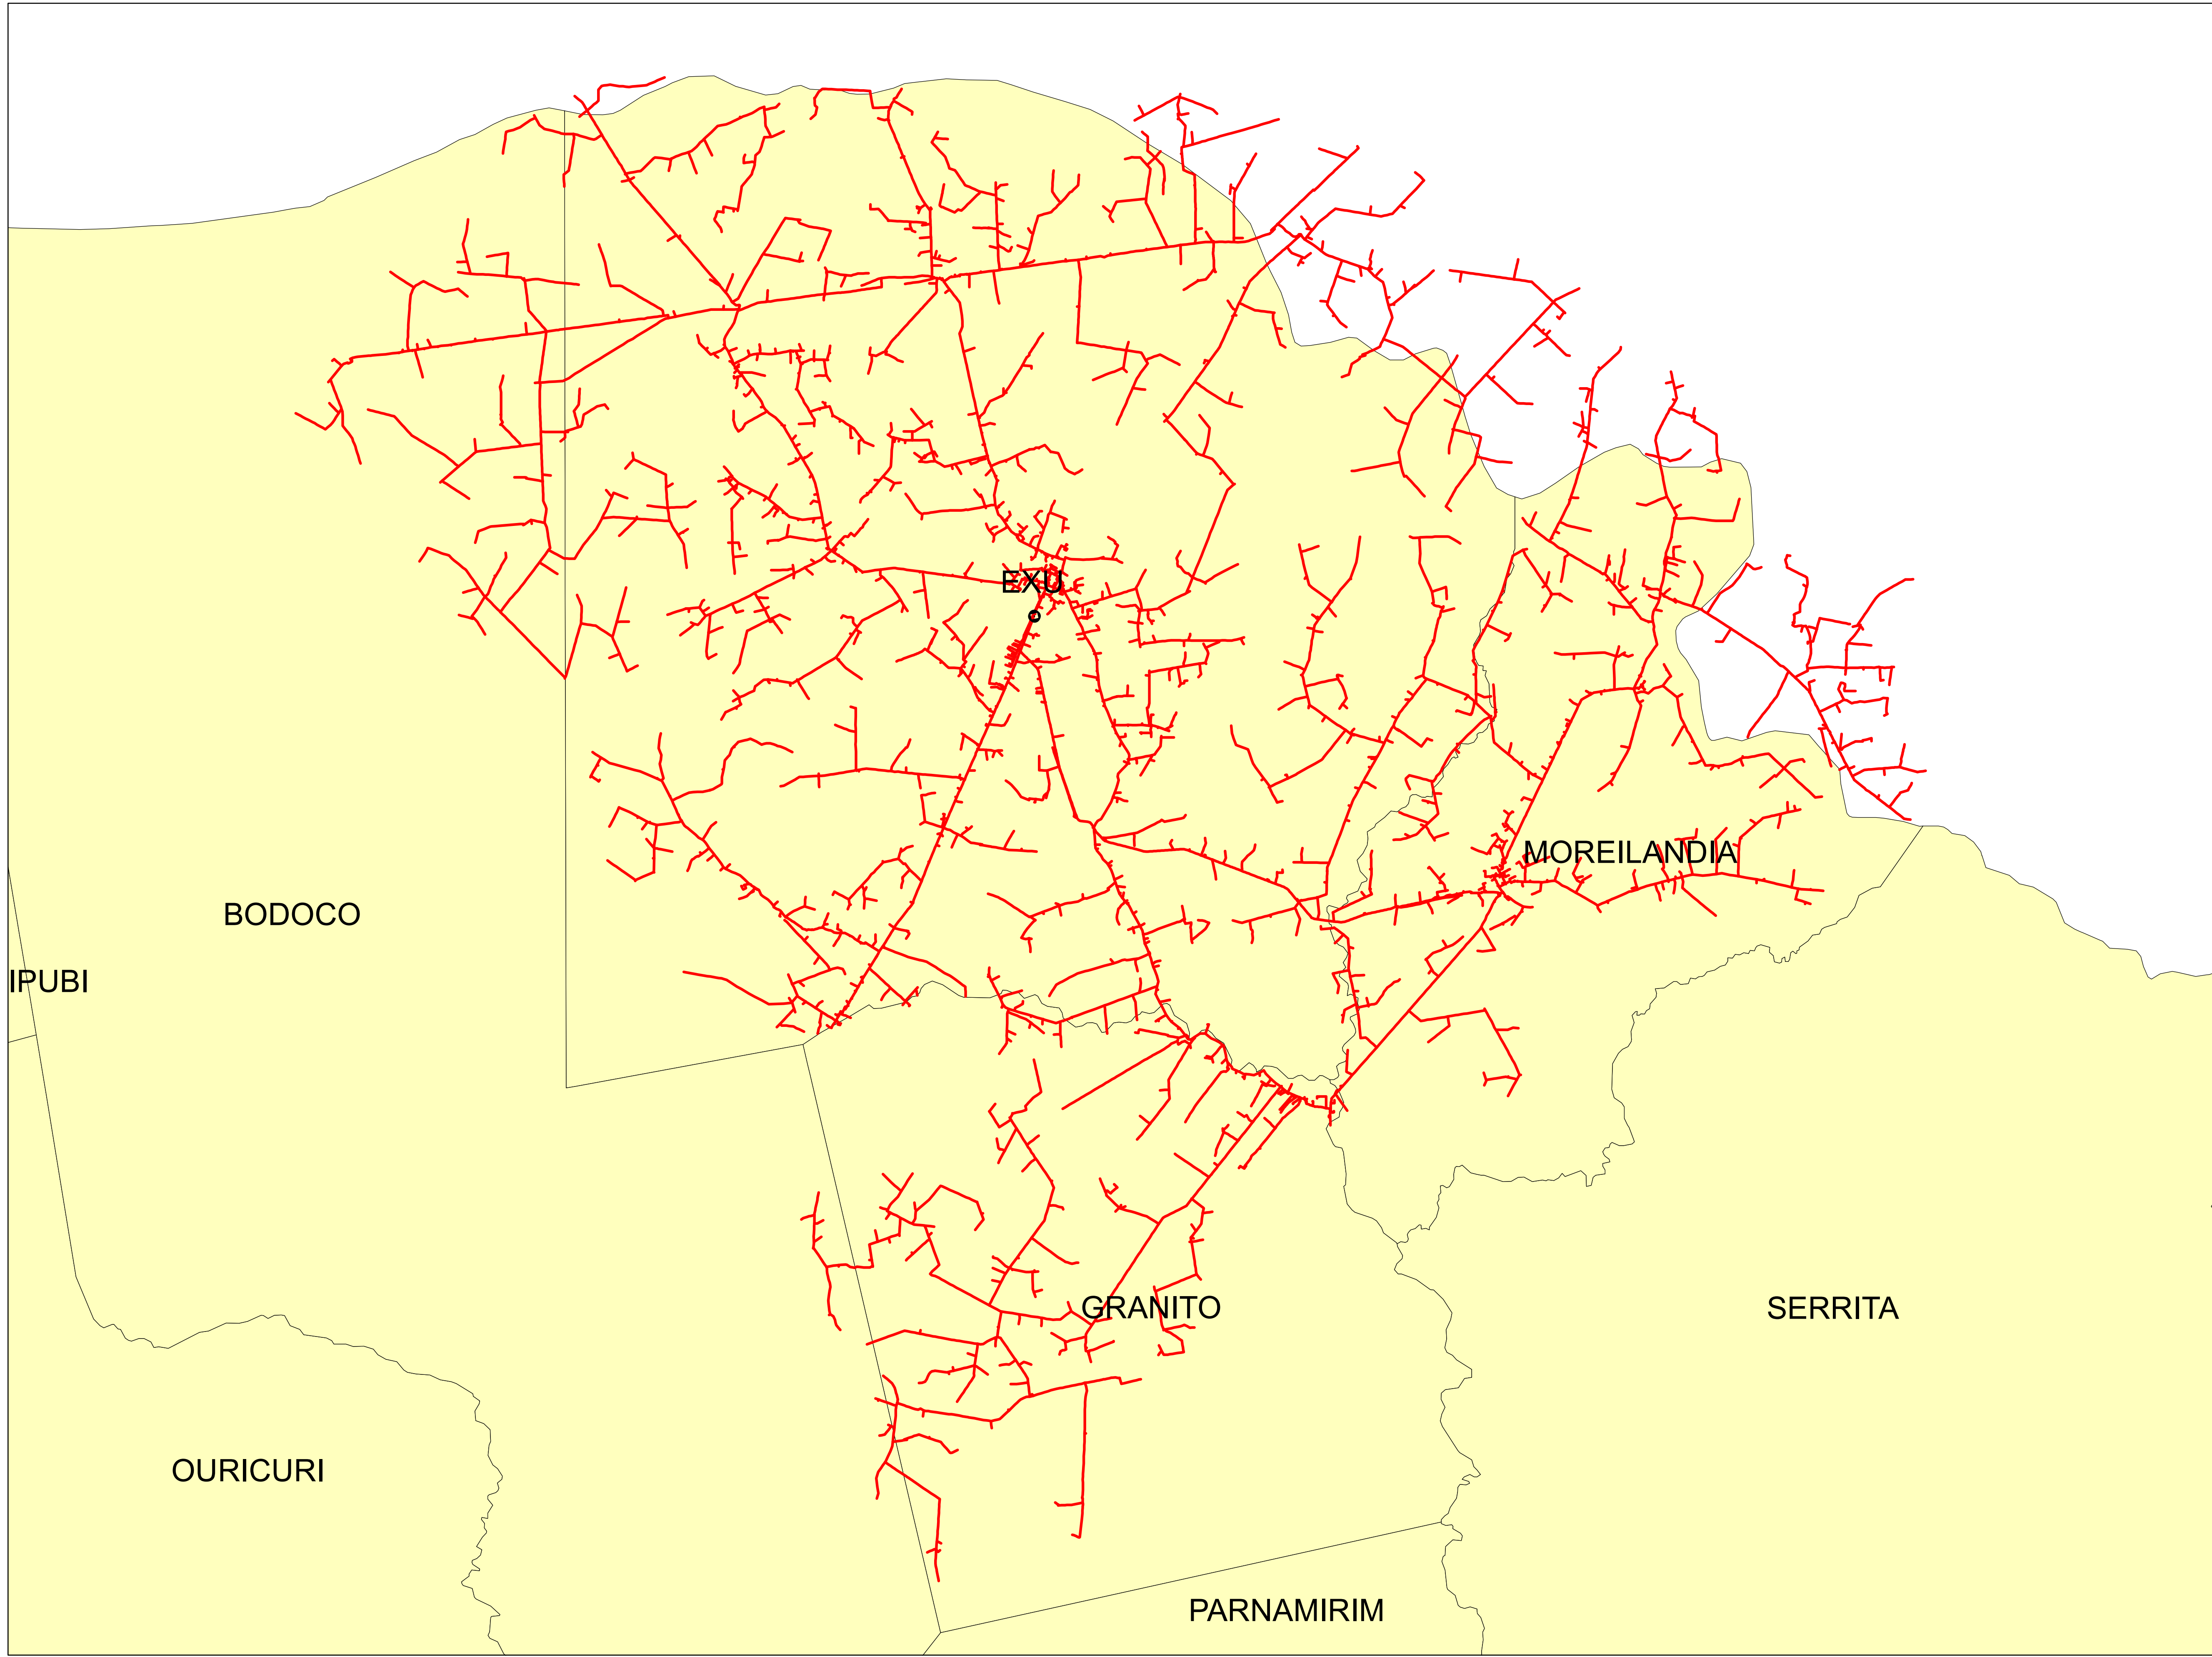 EXU
MOREILANDIA
BODOCO
IPUBI
GRANITO
SERRITA
OURICURI
PARNAMIRIM